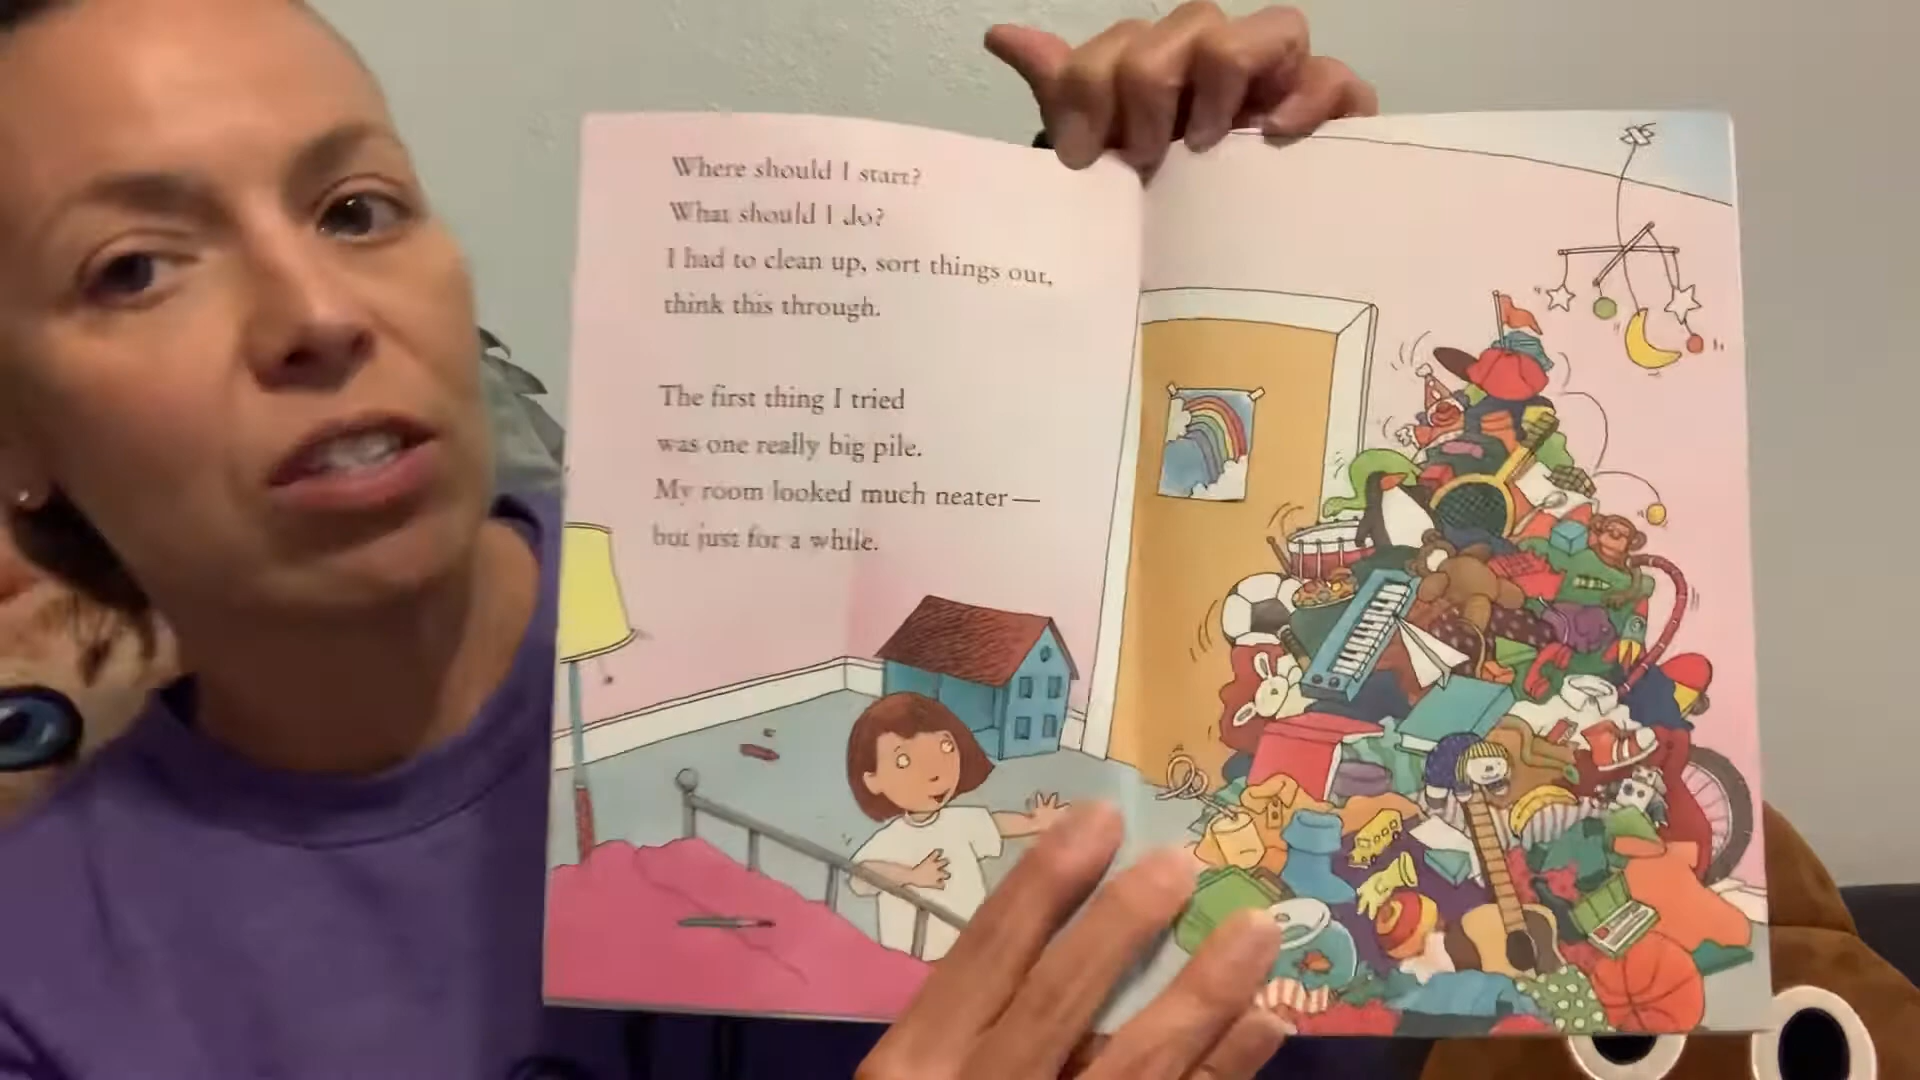 Where should I start?
What should I do?
I had to clean up, sort things out,
think this through.
The first thing I tried
was one really big pile.
My room looked much neater—
but just for a while.